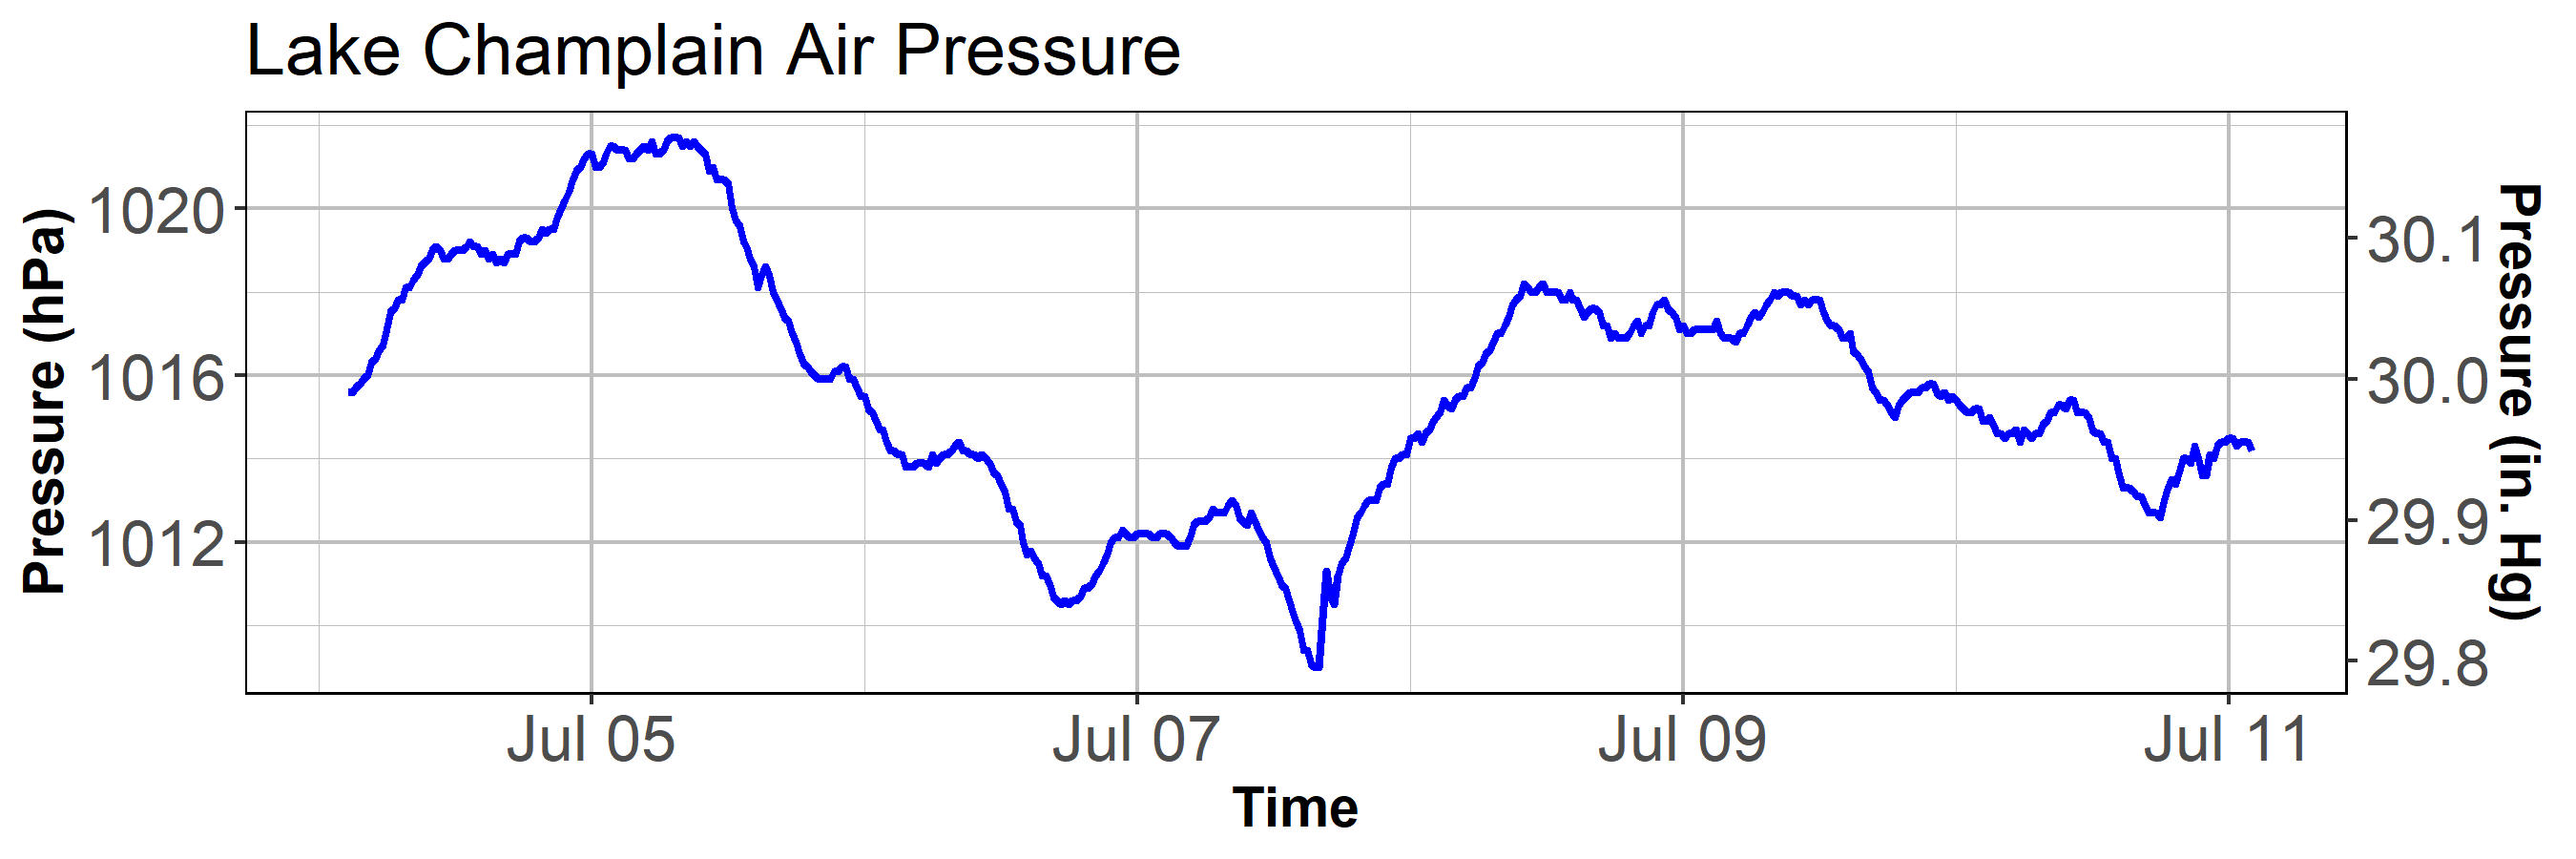 Lake Champlain Air Pressure
Pressure (hPa)
1020
1016
1012
30.1
30.0
29.9
29.8
Pressure (in. Hg)
Jul 05 Jul 07 Jul 09 Jul 11
Time